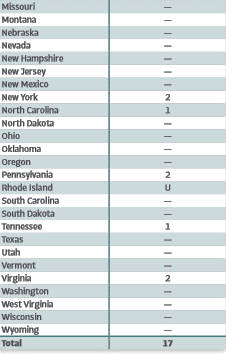 Missouri —
Montana —
Nebraska —
Nevada —
New Hampshire —
New Jersey —
New Mexico —
New York 2
North Carolina 1
North Dakota —
Ohio —
Oklahoma —
Oregon —
Pennsylvania 2
Rhode Island U
South Carolina —
South Dakota —
Tennessee 1
Texas —
Utah —
Vermont —
Virginia 2
Washington —
West Virginia —
Wisconsin —
Wyoming —
Total 17